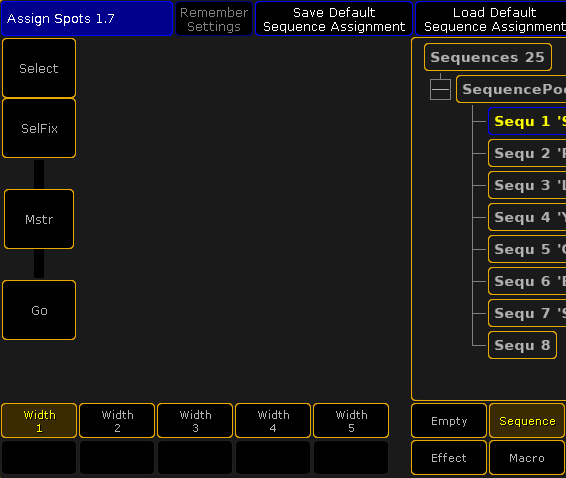 Assign Spots 1.7
Remember
Settings
Save Default
Sequence Assignment
Load Default
Sequence Assignment
Select
SelFix
Mstr
Go
Sequences 25
SequencePoo
Sequ 1 'S
Sequ 2
Sequ 3 'L
Sequ 4 'Y
Sequ 5
Sequ 6
Sequ 7 'S
Sequ 8
Width
1
Width
2
Width
3
Width
4
Width
5
Empty
Sequence
Effect
Macro